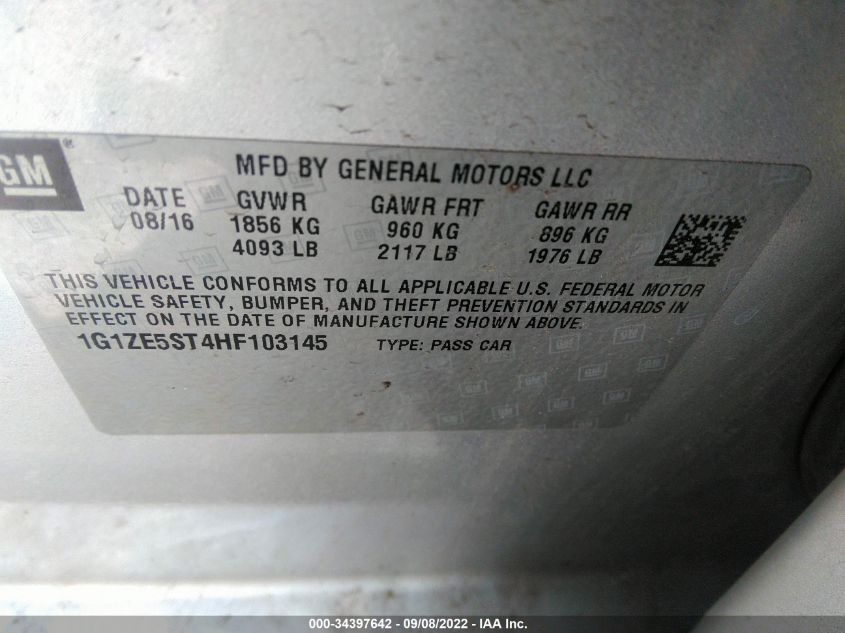 GM®
MFD BY GENERAL MOTORS LLC
DATE GVWR GAWR FRT GAWR RR
08/16 1856 KG 960 KG 896 KG
4093 LB 2117 LB 1976 LB
THIS VEHICLE CONFORMS TO ALL APPLICABLE U.S. FEDERAL MOTOR
VEHICLE SAFETY, BUMPER, AND THEFT PREVENTION STANDARDS IN
EFFECT ON THE DATE OF MANUFACTURE SHOWN ABOVE.
1G1ZE5ST4HF103145 TYPE: PASS CAR
000-34397642 - 09/08/2022 - IAA Inc.